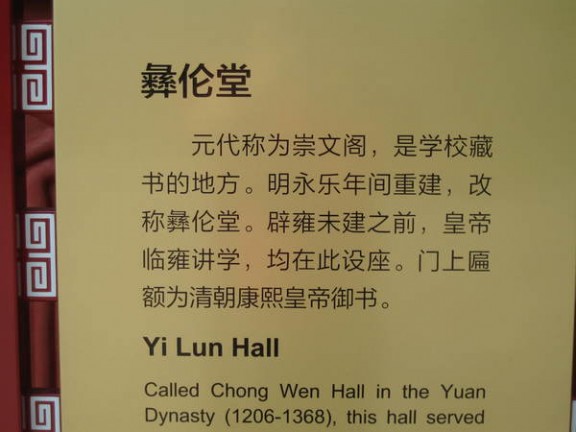 彝伦堂
元代称为崇文阁，是学校藏
书的地方。明永乐年间重建，改
称彝伦堂。辟雍未建之前，皇帝
临雍讲学，均在此设座。门上匾
额为清朝康熙皇帝御书。
Yi Lun Hall
Called Chong Wen Hall in the Yuan
Dynasty (1206-1368), this hall served